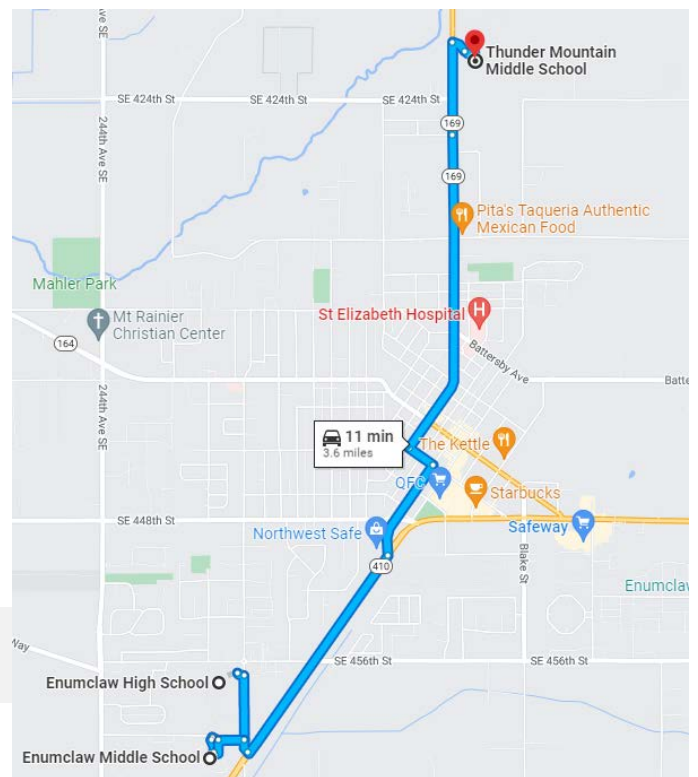 Thunder Mountain
Middle School
SE 424th St
SE 424th St
244th Ave SE
169
169
Pita's Taqueria Authentic
Mexican Food
Mahler Park
St Elizabeth Hospital
H
Mt Rainier
Christian Center
164
Battersby Ave
Batte
244th Ave SE
11 min
3.6 miles
The Kettle
QFC
Starbucks
SE 448th St
Northwest Safe
Safeway
410
Blake St
Enumclaw
Way
SE 456th St
SE 456th St
Enumclaw High School
Enumclaw Middle School